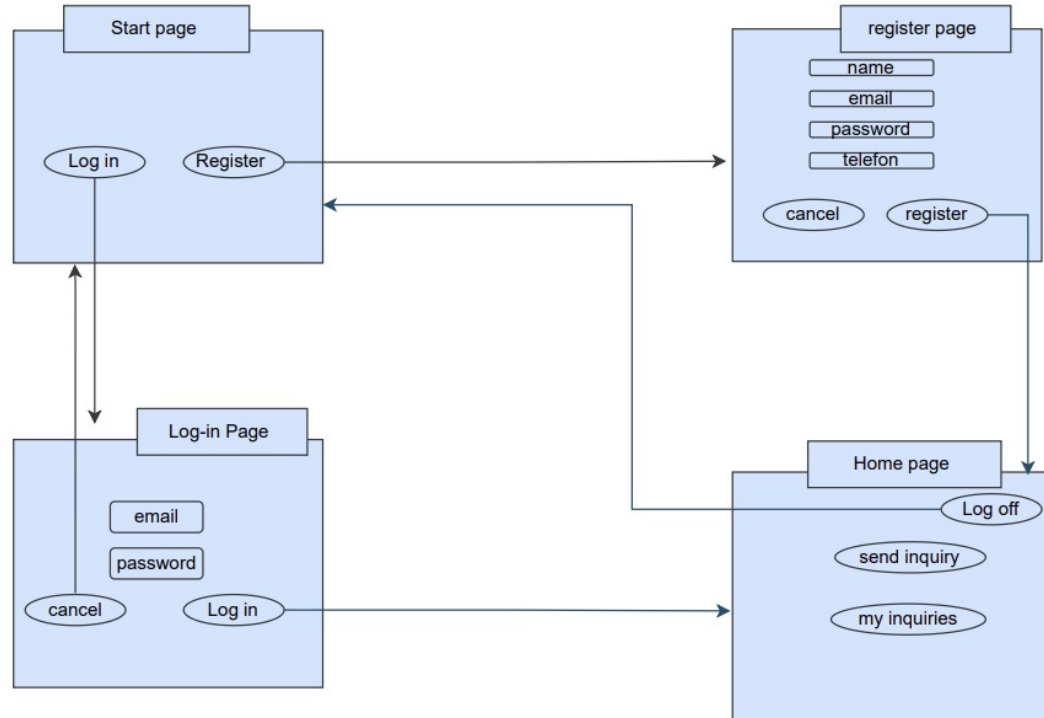 Start page
Log in
Register
register page
name
email
password
telefon
cancel
register
Log-in Page
email
password
cancel
Log in
Home page
Log off
send inquiry
my inquiries